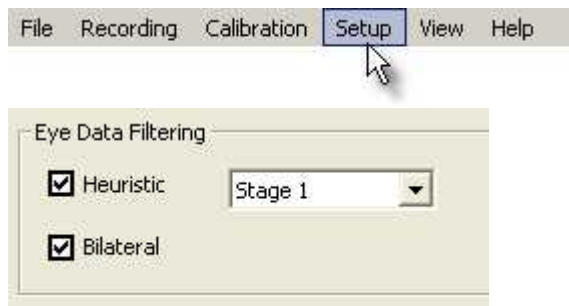 File Recording Calibration Setup View Help
Eye Data Filtering
Heuristic Stage 1
Bilateral